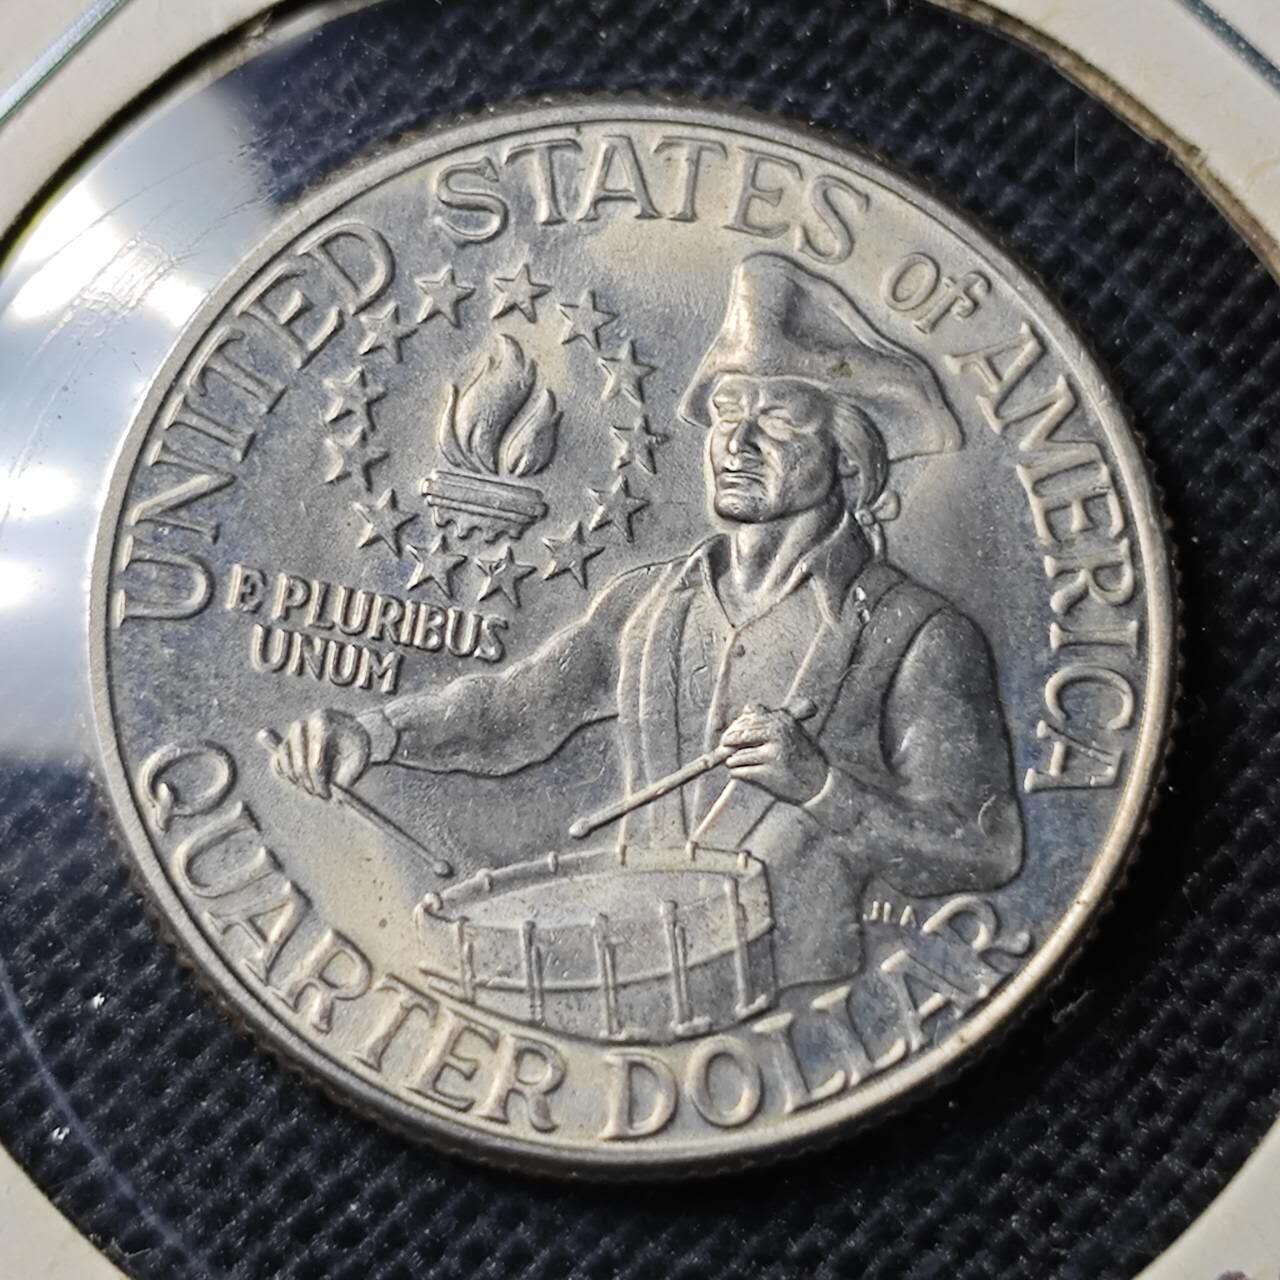 UNITED STATES of AMERICA
E PLURIBUS
UNUM
JLA
QUARTER DOLLAR